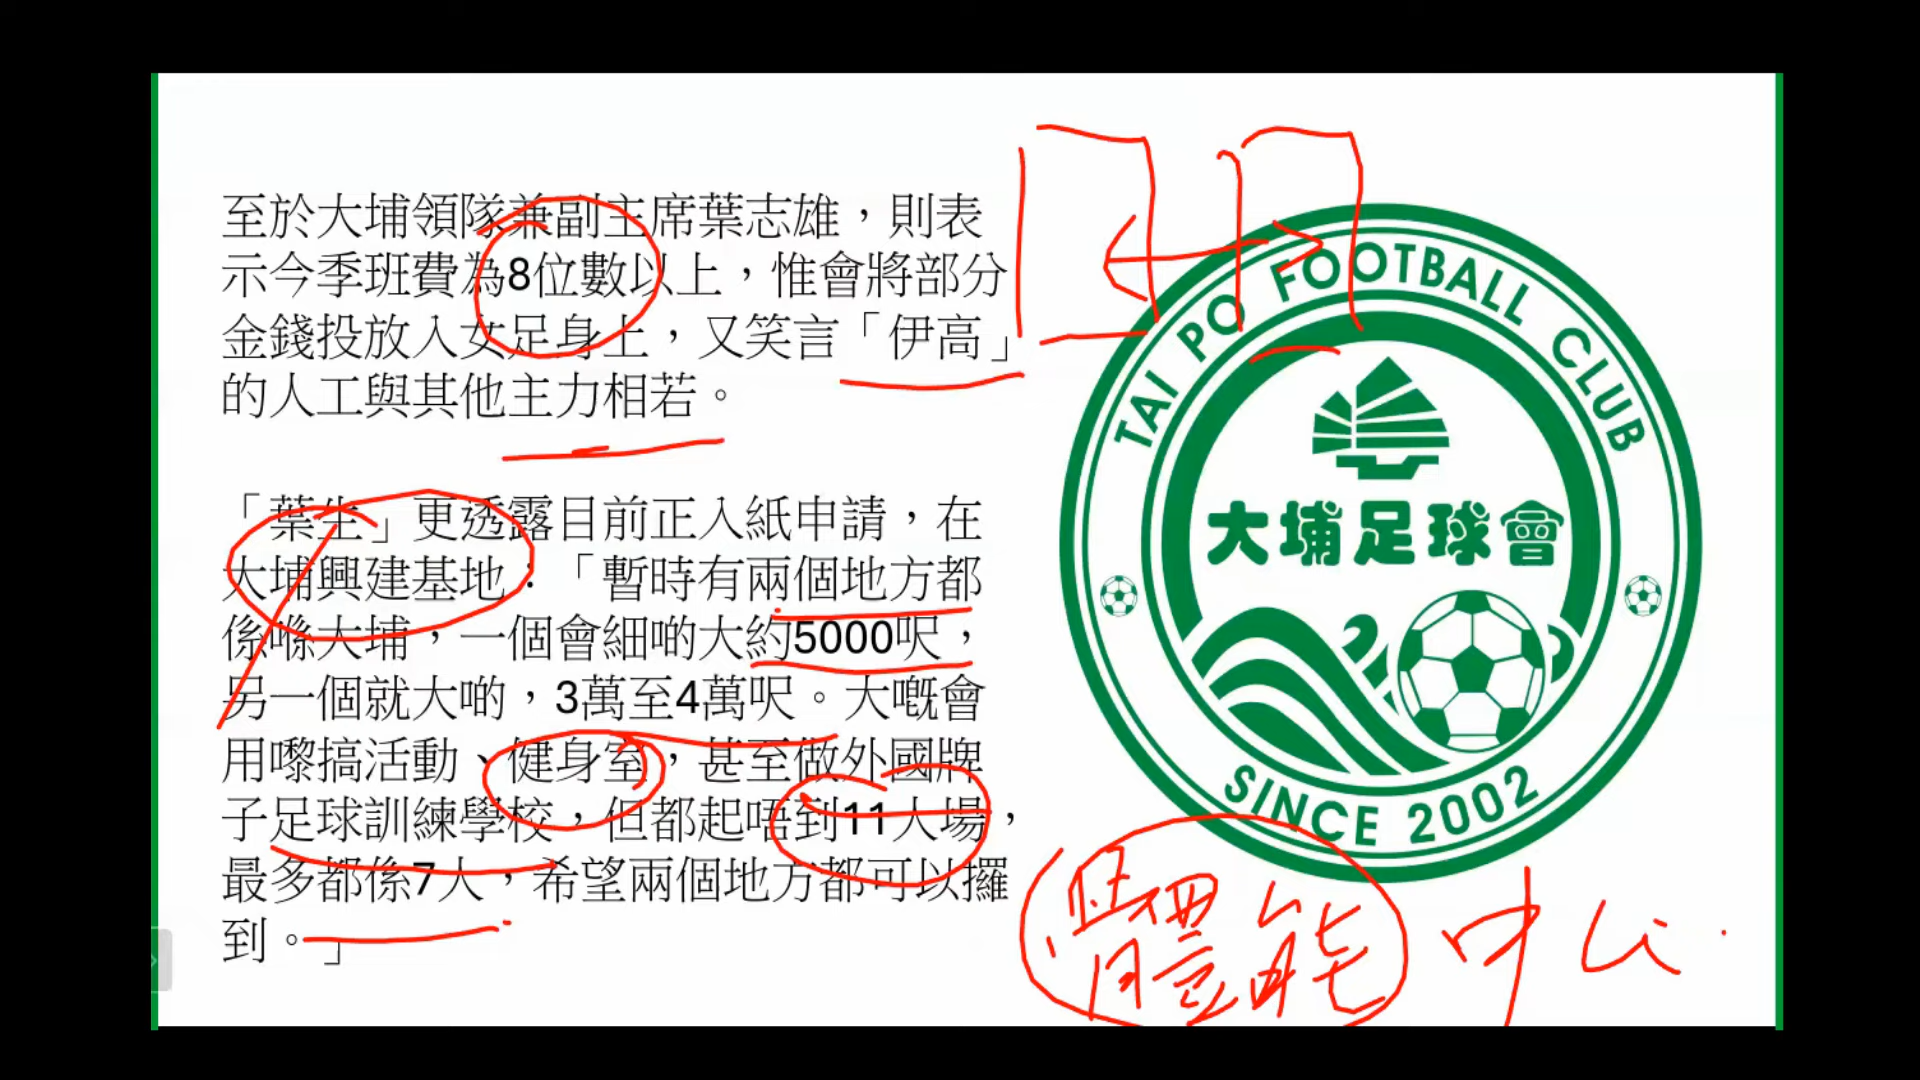 至於大埔領隊兼副主席葉志雄，則表
示今季班費為8位數以上，惟會將部分
金錢投放入女足身上，又笑言「伊高」
的人工與其他主力相若。
「葉生」更透露目前正入紙申請，在
大埔興建基地：「暫時有兩個地方都
係喺大埔，一個會細啲大約5000呎，
另一個就大啲，3萬至4萬呎。大嘅會
用嚟搞活動、健身室，甚至做外國牌
子足球訓練學校，但都起唔到11人場，
最多都係7人，希望兩個地方都可以攞
到。」
TAI PO FOOTBALL CLUB
大埔足球會
SINCE 2002
體能中心